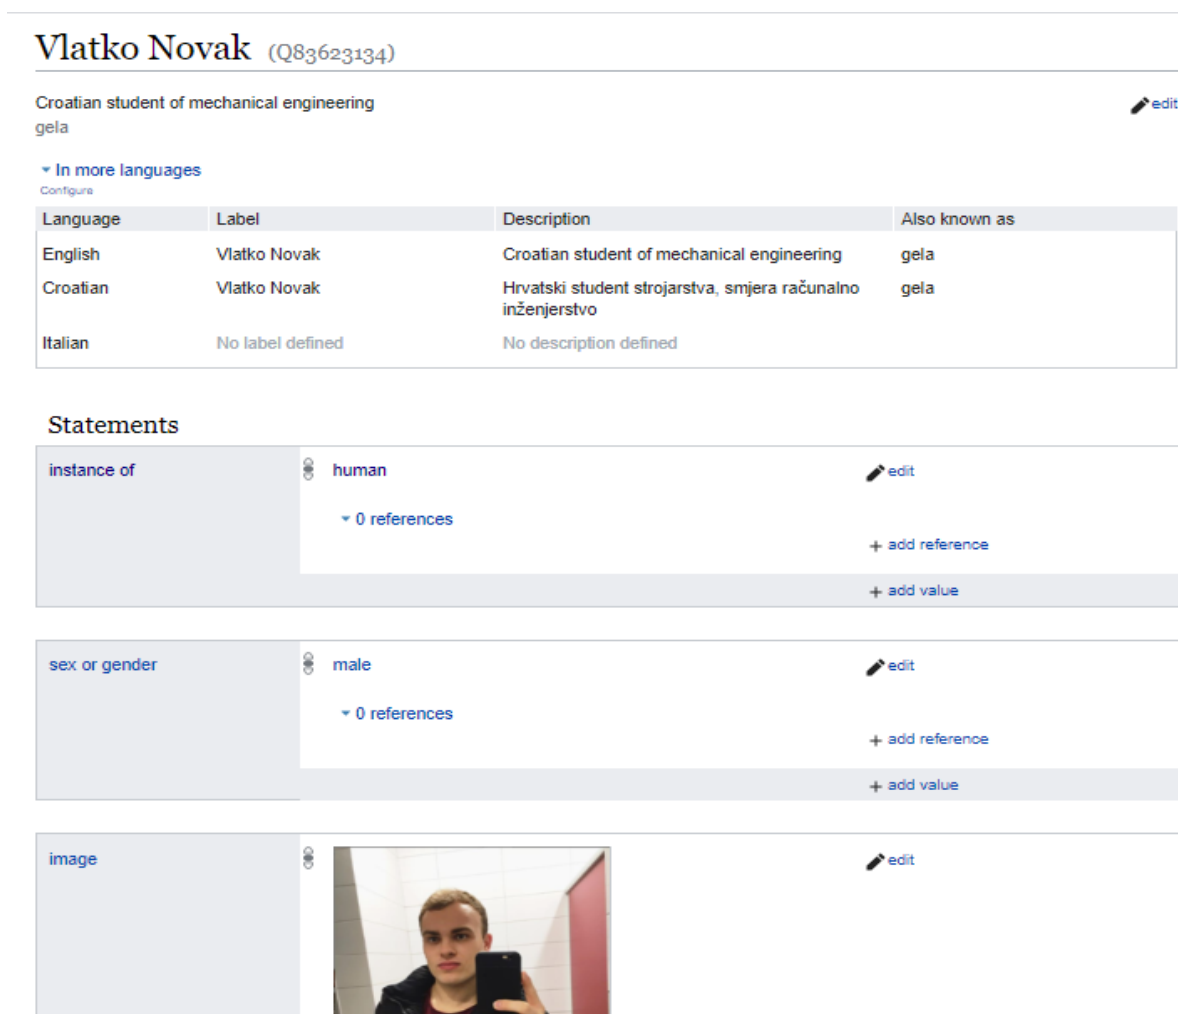 Vlatko Novak (Q83623134)
Croatian student of mechanical engineering
edit
gela
In more languages
Configure
Language Label Description Also known as
English Vlatko Novak Croatian student of mechanical engineering gela
Croatian Vlatko Novak Hrvatski student strojarstva, smjera računalno gela
inženjerstvo
Italian No label defined No description defined
Statements
instance of human edit
0 references
+ add reference
+ add value
sex or gender male edit
0 references
+ add reference
+ add value
image edit